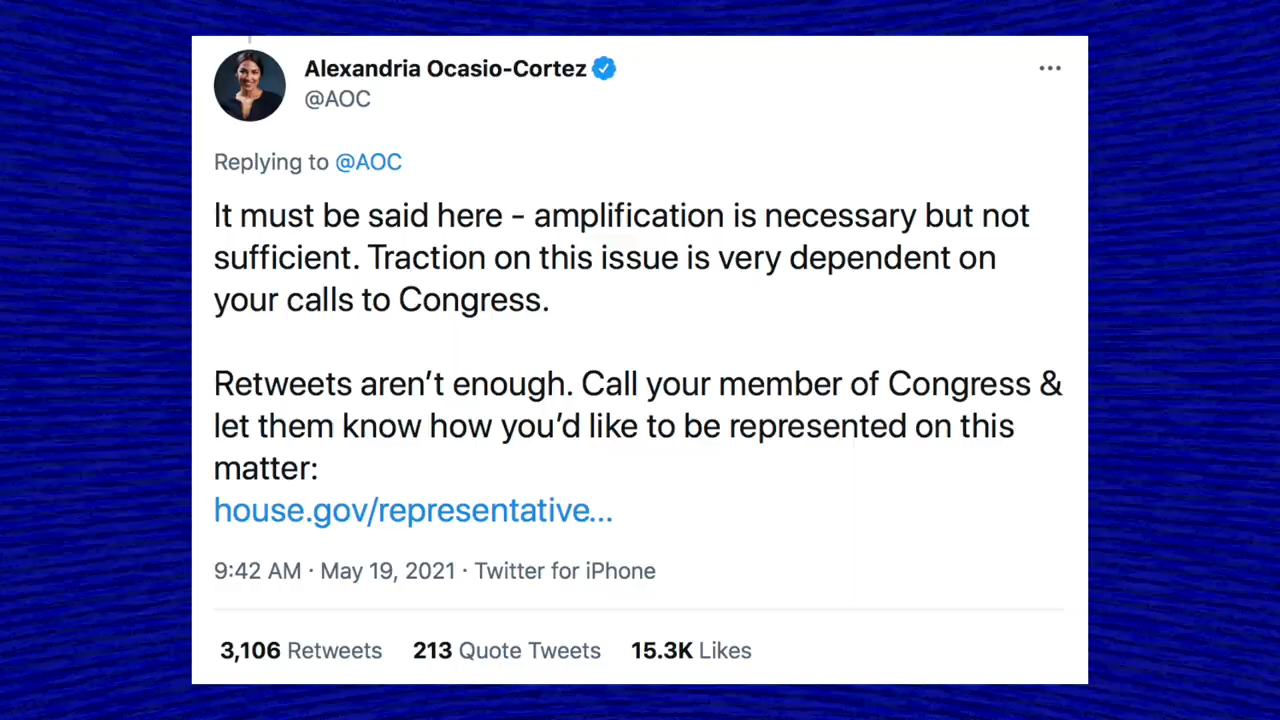 Alexandria Ocasio-Cortez
@AOC
Replying to @AOC
It must be said here - amplification is necessary but not
sufficient. Traction on this issue is very dependent on
your calls to Congress.
Retweets aren’t enough. Call your member of Congress &
let them know how you’d like to be represented on this
matter:
house.gov/representative...
9:42 AM · May 19, 2021 · Twitter for iPhone
3,106 Retweets 213 Quote Tweets 15.3K Likes